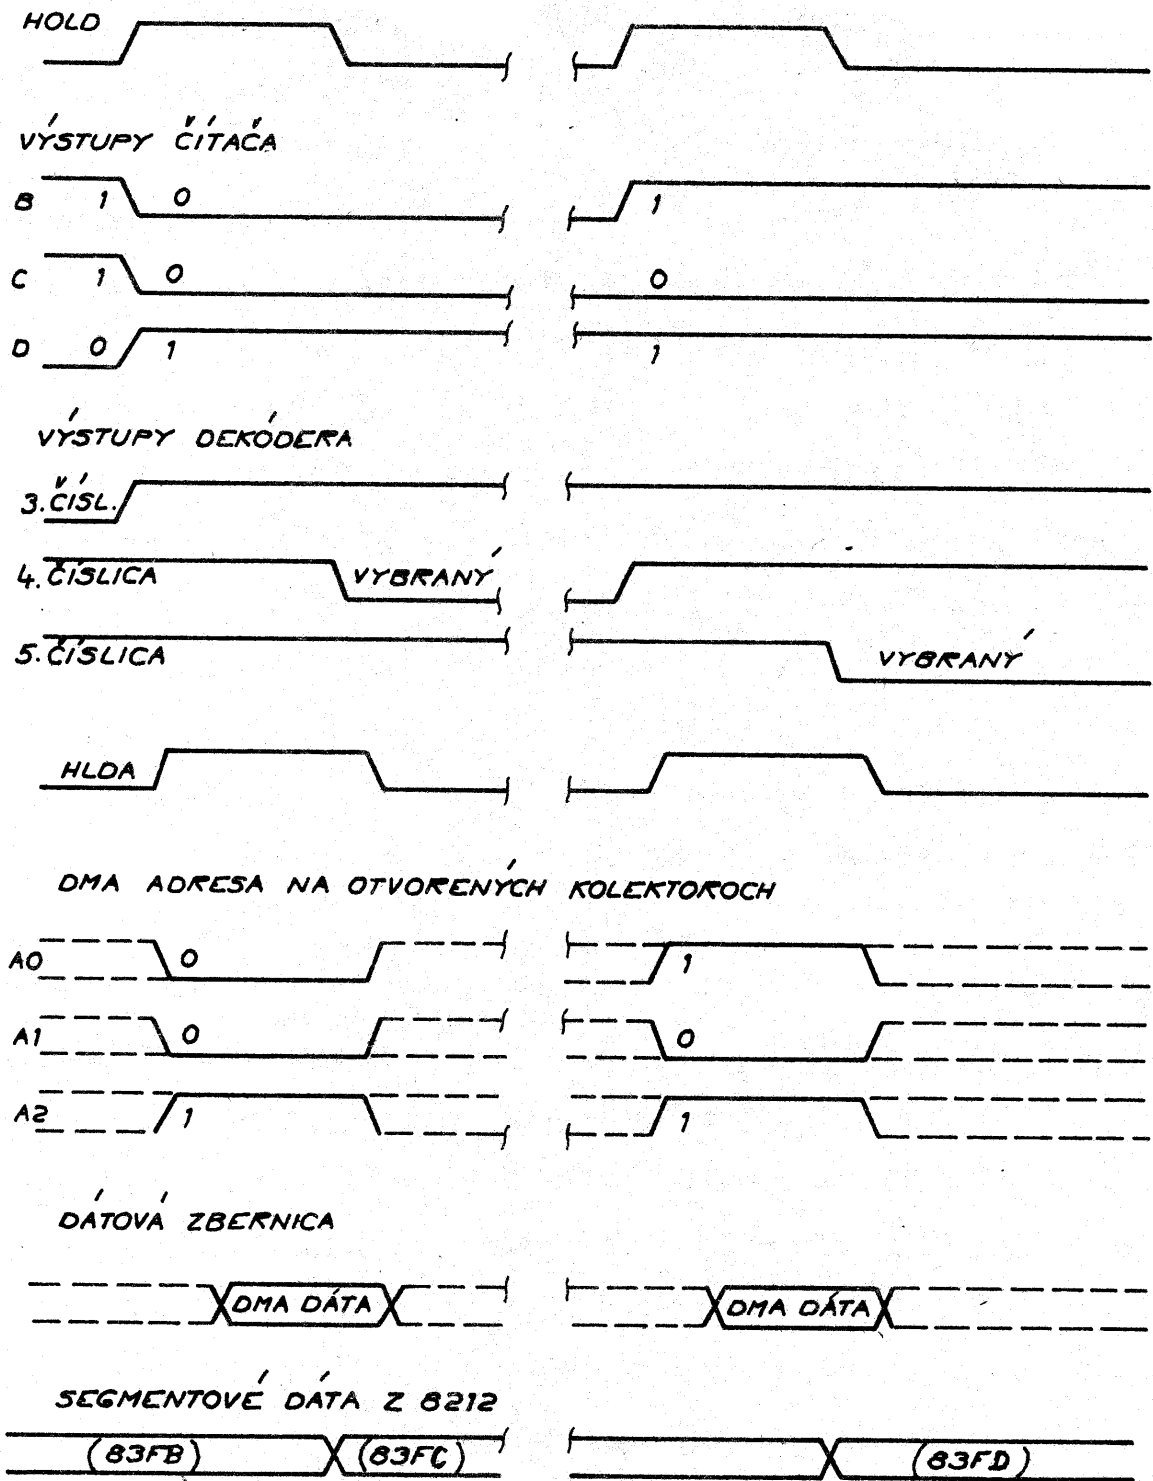 HOLD
VÝSTUPY ČÍTAČA
B 1 0 1
C 1 0 0
D 0 1 1
VÝSTUPY DEKÓDERA
3. ČÍSL.
4. ČÍSLICA VYBRANÝ
5. ČÍSLICA VYBRANÝ
HLDA
DMA ADRESA NA OTVORENÝCH KOLEKTOROCH
A0 0 1
A1 0 0
A2 1 1
DÁTOVÁ ZBERNICA
DMA DÁTA DMA DÁTA
SEGMENTOVÉ DÁTA Z 8212
(83FB) (83FC) (83FD)